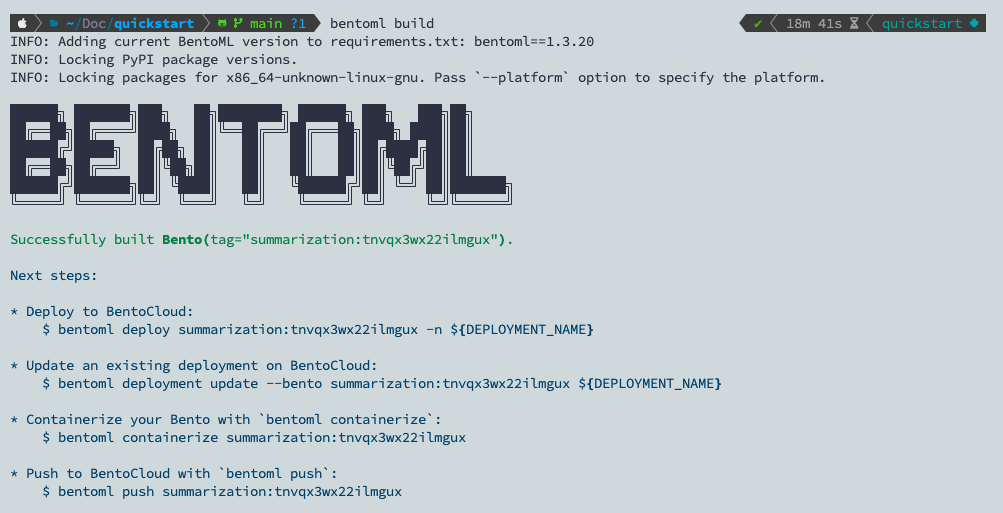 ~/Doc/quickstart main ?1 bentoml build ✔ 18m 41s quickstart
INFO: Adding current BentoML version to requirements.txt: bentoml==1.3.20
INFO: Locking PyPI package versions.
INFO: Locking packages for x86_64-unknown-linux-gnu. Pass `--platform` option to specify the platform.
BENTOML
Successfully built Bento(tag="summarization:tnvqx3wx22ilmgux").
Next steps:
* Deploy to BentoCloud:
$ bentoml deploy summarization:tnvqx3wx22ilmgux -n ${DEPLOYMENT_NAME}
* Update an existing deployment on BentoCloud:
$ bentoml deployment update --bento summarization:tnvqx3wx22ilmgux ${DEPLOYMENT_NAME}
* Containerize your Bento with `bentoml containerize`:
$ bentoml containerize summarization:tnvqx3wx22ilmgux
* Push to BentoCloud with `bentoml push`:
$ bentoml push summarization:tnvqx3wx22ilmgux